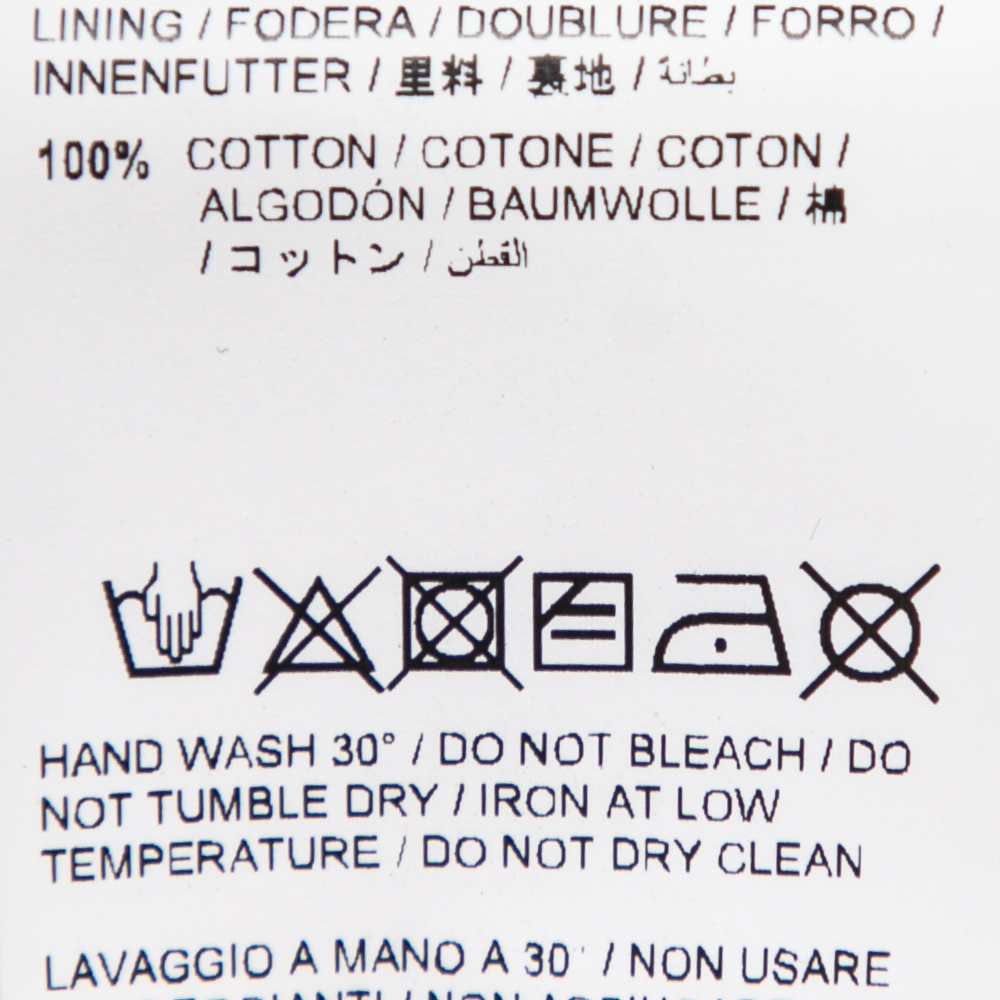 LINING / FODERA / DOUBLURE / FORRO /
INNENFUTTER / 里料 / 裏地 / بطانة
100% COTTON / COTONE / COTON /
ALGODÓN / BAUMWOLLE / 棉
/ コットン / القطن
HAND WASH 30° / DO NOT BLEACH / DO
NOT TUMBLE DRY / IRON AT LOW
TEMPERATURE / DO NOT DRY CLEAN
LAVAGGIO A MANO A 30° / NON USARE